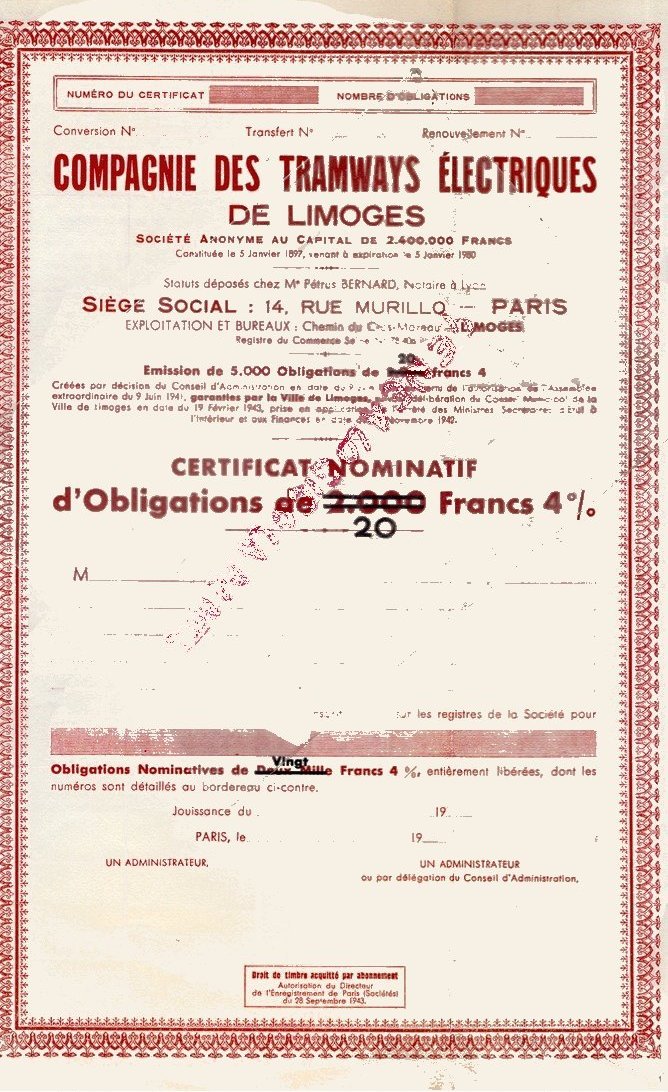 NUMÉRO DU CERTIFICAT
NOMBRE D'OBLIGATIONS
Conversion N° Transfert N° Renouvellement N°
COMPAGNIE DES TRAMWAYS ÉLECTRIQUES
DE LIMOGES
SOCIÉTÉ ANONYME AU CAPITAL DE 2.400.000 FRANCS
Constituée le 5 Janvier 1897, venant à expiration le 5 Janvier 1980
Statuts déposés chez Me Pétrus BERNARD, Notaire à Lyon
SIÈGE SOCIAL : 14, RUE MURILLO — PARIS
EXPLOITATION ET BUREAUX : Chemin du LIMOGES
Registre du Commerce
20
Emission de 5.000 Obligations de francs 4
Créées par décision du Conseil d'Administration en date du 9 de l'Assemblée
extraordinaire du 9 Juin 1941, garanties par la Ville de Limoges, délibération du Conseil Municipal de la
Ville de Limoges en date du 19 Février 1943, prise en application des Ministres Secrétaires d'État à
l'Intérieur et aux Finances en date Novembre 1942.
CERTIFICAT NOMINATIF
d'Obligations de 2.000 Francs 4%
20
M
sur les registres de la Société pour
Vingt
Obligations Nominatives de Deux Mille Francs 4 %, entièrement libérées, dont les
numéros sont détaillés au bordereau ci-contre.
Jouissance du 19
PARIS, le 19
UN ADMINISTRATEUR,
UN ADMINISTRATEUR
ou par délégation du Conseil d'Administration,
Droit de timbre acquitté par abonnement
Autorisation du Directeur
de l'Enregistrement de Paris (Sociétés)
du 28 Septembre 1943.